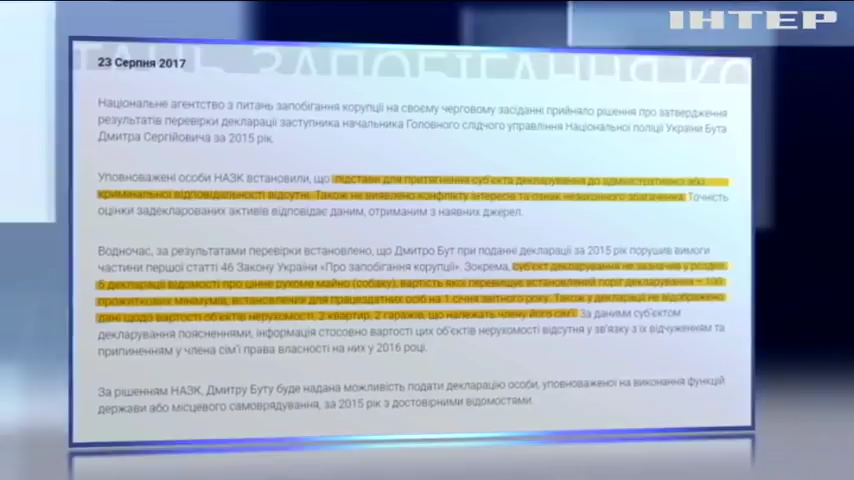 ІНТЕР
23 Серпня 2017
Національне агентство з питань запобігання корупції на своєму черговому засіданні прийняло рішення про затвердження
результатів перевірки декларації заступника начальника Головного слідчого управління Національної поліції України Бута
Дмитра Сергійовича за 2015 рік.
Уповноважені особи НАЗК встановили, що підстави для притягнення суб'єкта декларування до адміністративної або
кримінальної відповідальності відсутні. Також не виявлено конфлікту інтересів та ознак незаконного збагачення. Точність
оцінки задекларованих активів відповідає даним, отриманим з наявних джерел.
Водночас, за результатами перевірки встановлено, що Дмитро Бут при поданні декларації за 2015 рік порушив вимоги
частини першої статті 46 Закону України «Про запобігання корупції». Зокрема, суб'єкт декларування не зазначив у розділі
5 декларації відомості про цінне рухоме майно (собаку), вартість якої перевищує встановлений поріг декларування – 100
прожиткових мінімумів, встановлених для працездатних осіб на 1 січня звітного року. Також у декларації не відображено
дані щодо вартості об'єктів нерухомості, 2 квартир, 2 гаражів, що належать члену його сім'ї. За даними суб'єктом
декларування поясненнями, інформація стосовно вартості цих об'єктів нерухомості відсутня у зв'язку з їх відчуженням та
припиненням у члена сім'ї права власності на них у 2016 році.
За рішенням НАЗК, Дмитру Буту буде надана можливість подати декларацію особи, уповноваженої на виконання функцій
держави або місцевого самоврядування, за 2015 рік з достовірними відомостями.